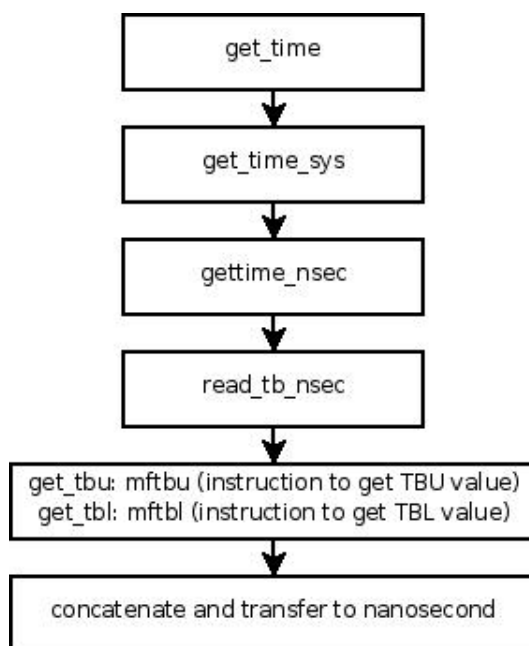 get_time
get_time_sys
gettime_nsec
read_tb_nsec
get_tbu: mftbu (instruction to get TBU value)
get_tbl: mftbl (instruction to get TBL value)
concatenate and transfer to nanosecond